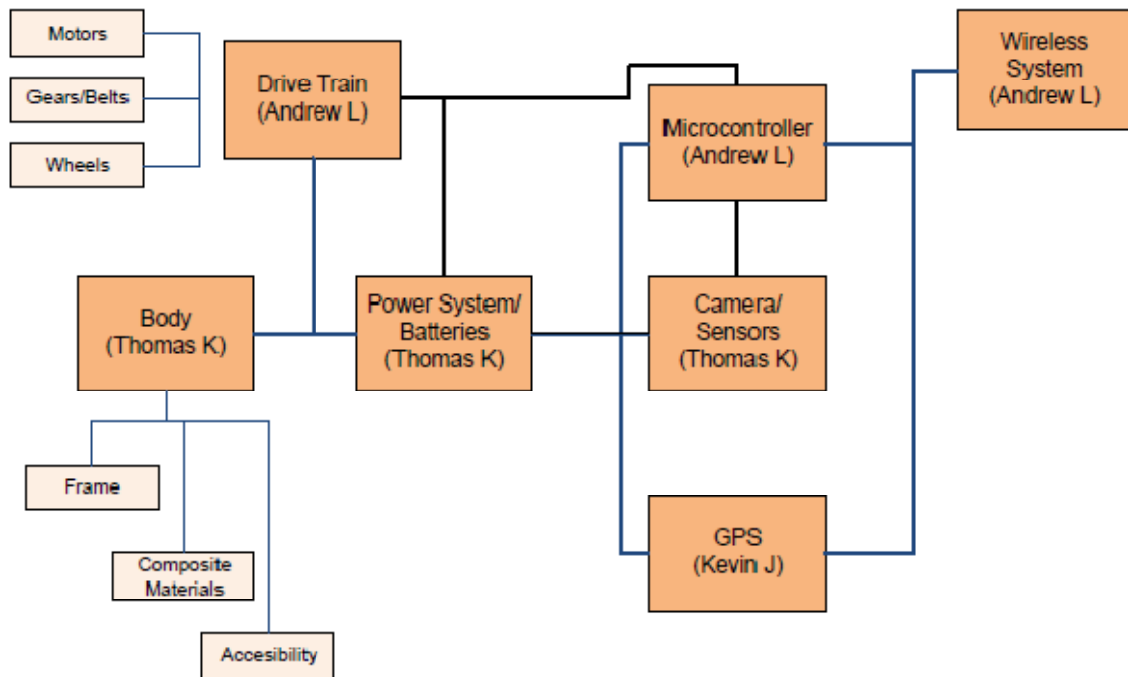 Motors
Gears/Belts
Wheels
Drive Train
(Andrew L)
Microcontroller
(Andrew L)
Wireless
System
(Andrew L)
Body
(Thomas K)
Power System/
Batteries
(Thomas K)
Camera/
Sensors
(Thomas K)
Frame
Composite
Materials
Accesibility
GPS
(Kevin J)